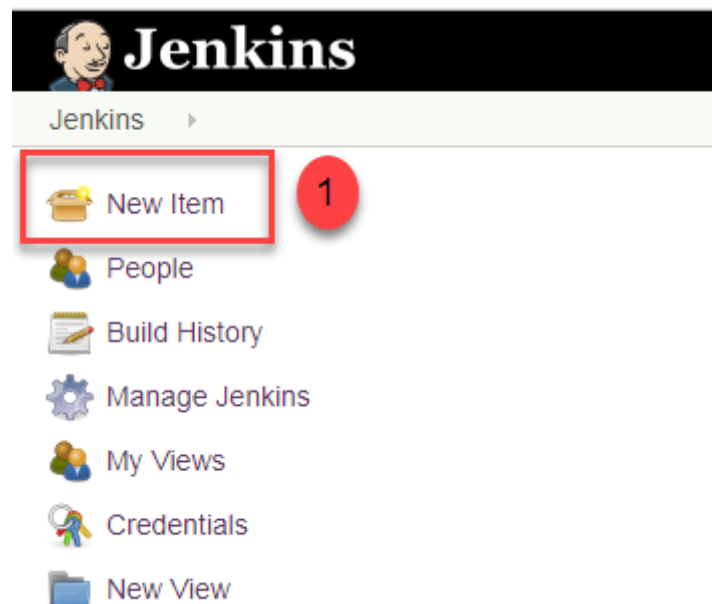 Jenkins
Jenkins
New Item
1
People
Build History
Manage Jenkins
My Views
Credentials
New View